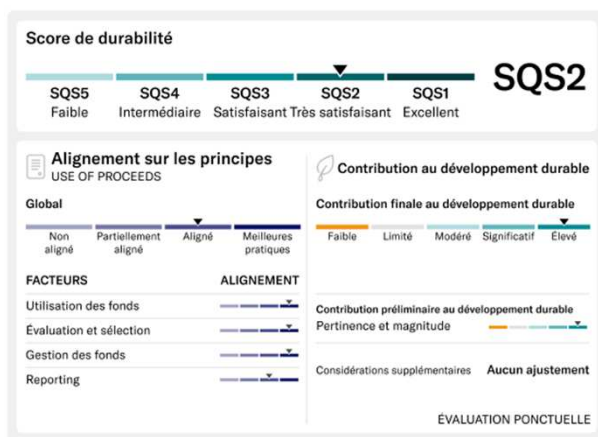 Score de durabilité
SQS2
SQS5 SQS4 SQS3 SQS2 SQS1
Faible Intermédiaire Satisfaisant Très satisfaisant Excellent
Alignement sur les principes
USE OF PROCEEDS
Global
Non aligné Partiellement aligné Aligné Meilleures pratiques
FACTEURS ALIGNEMENT
Utilisation des fonds
Évaluation et sélection
Gestion des fonds
Reporting
Contribution au développement durable
Contribution finale au développement durable
Faible Limité Modéré Significatif Élevé
Contribution préliminaire au développement durable
Pertinence et magnitude
Considérations supplémentaires Aucun ajustement
ÉVALUATION PONCTUELLE